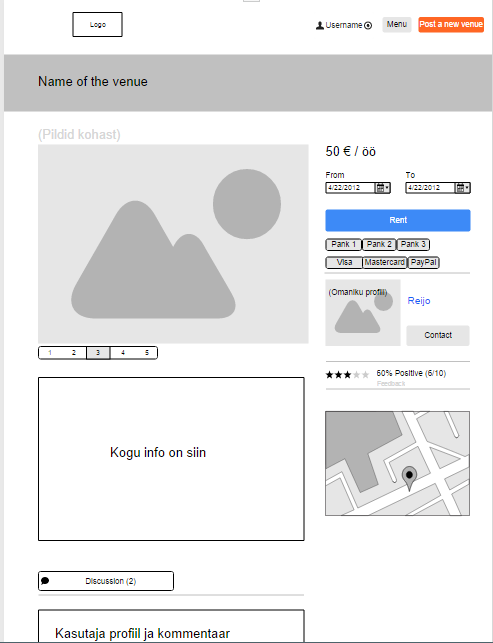 Logo
Username
Menu
Post a new venue
Name of the venue
(Pildid kohast)
50 € / öö
From
To
4/22/2012
4/22/2012
Rent
Pank 1
Pank 2
Pank 3
Visa
Mastercard
PayPal
(Omaniku profiil)
Reijo
Contact
1 2 3 4 5
60% Positive (6/10)
Feedback
Kogu info on siin
Discussion (2)
Kasutaja profiil ja kommentaar